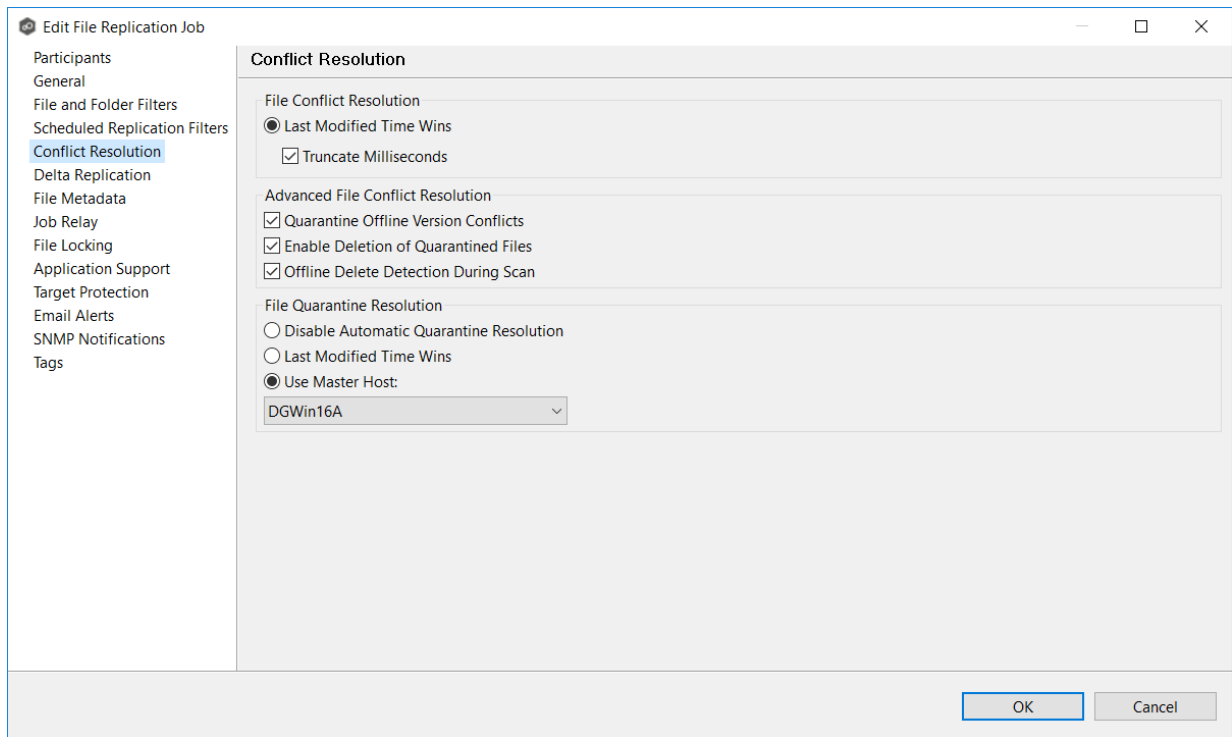 Edit File Replication Job
Participants
General
File and Folder Filters
Scheduled Replication Filters
Conflict Resolution
Delta Replication
File Metadata
Job Relay
File Locking
Application Support
Target Protection
Email Alerts
SNMP Notifications
Tags
Conflict Resolution
File Conflict Resolution
Last Modified Time Wins
Truncate Milliseconds
Advanced File Conflict Resolution
Quarantine Offline Version Conflicts
Enable Deletion of Quarantined Files
Offline Delete Detection During Scan
File Quarantine Resolution
Disable Automatic Quarantine Resolution
Last Modified Time Wins
Use Master Host:
DGWin16A
OK
Cancel